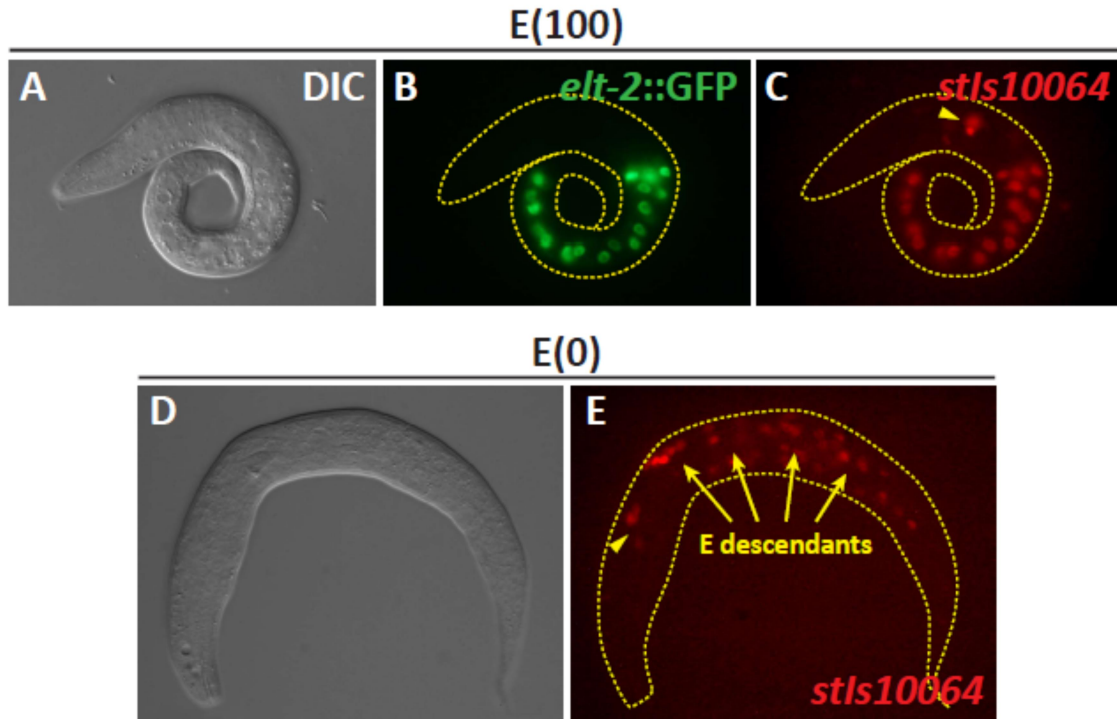 E(100)
A DIC B elt-2::GFP C stIs10064
E(0)
D E
E descendants
stIs10064